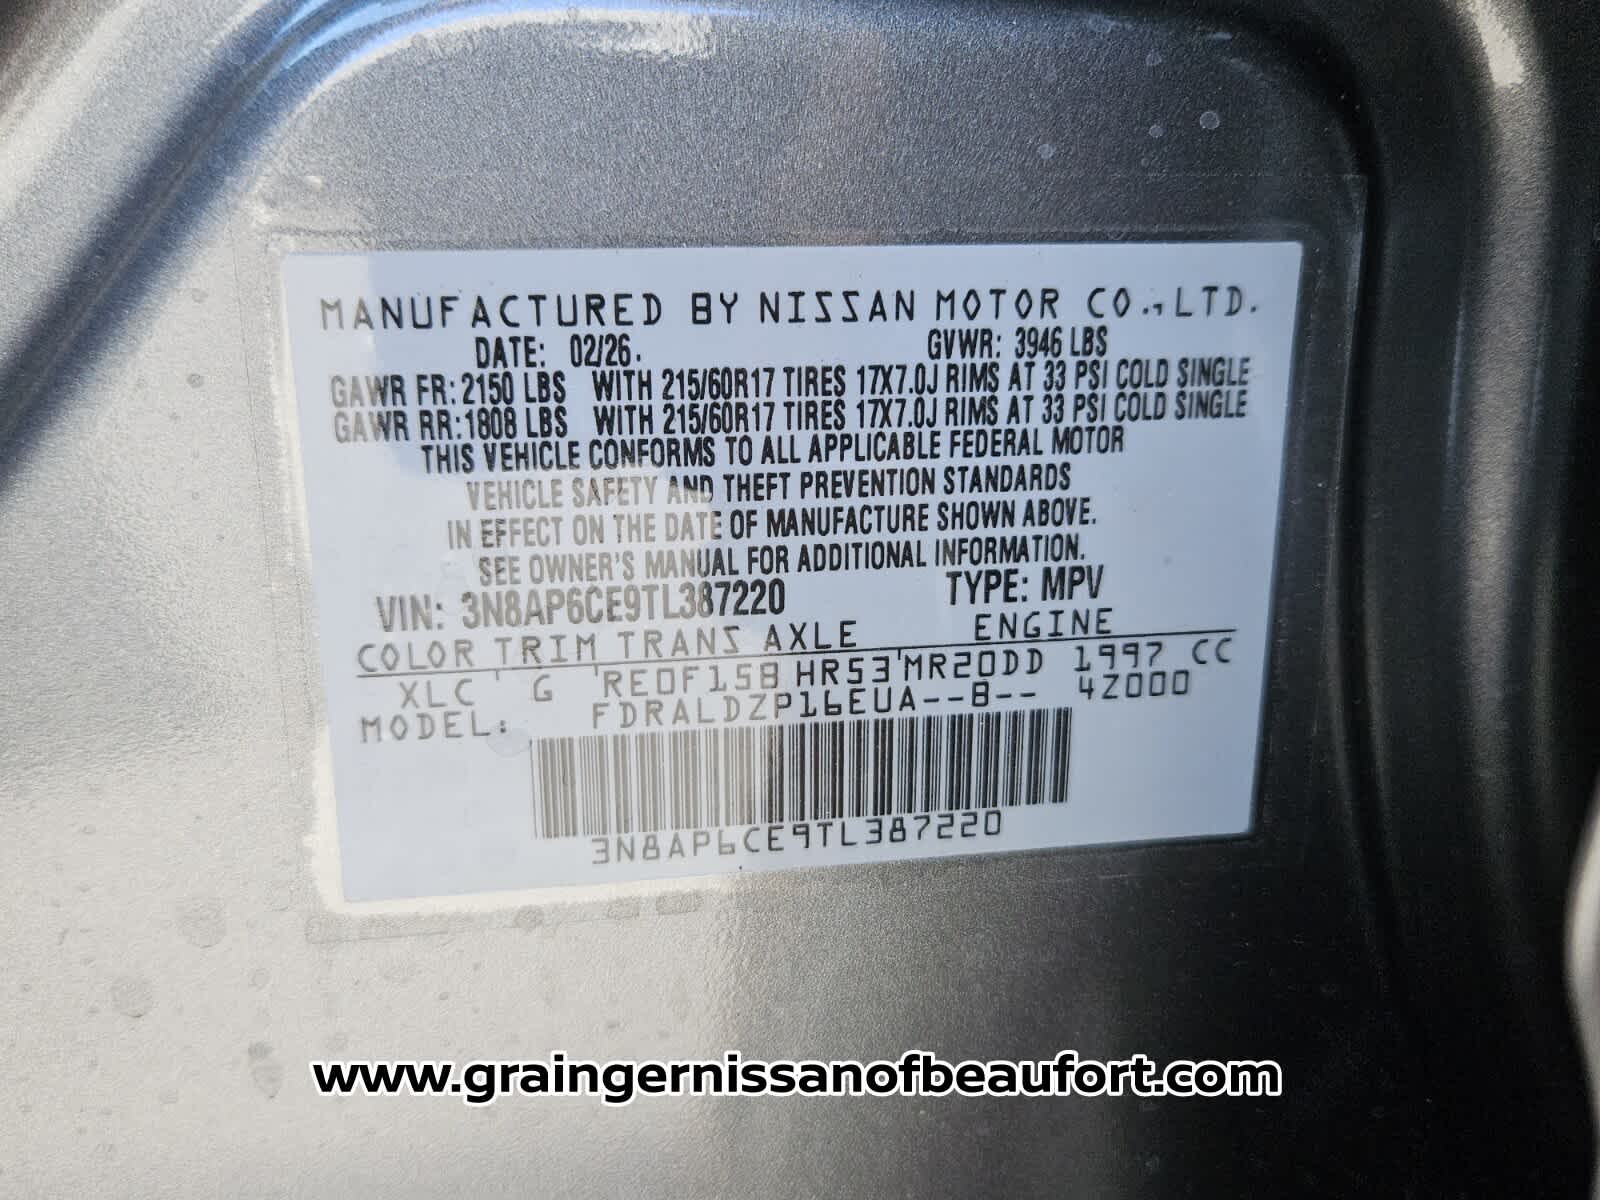 MANUFACTURED BY NISSAN MOTOR CO., LTD.
DATE: 02/26. GVWR: 3946 LBS
GAWR FR: 2150 LBS WITH 215/60R17 TIRES 17X7.0J RIMS AT 33 PSI COLD SINGLE
GAWR RR: 1808 LBS WITH 215/60R17 TIRES 17X7.0J RIMS AT 33 PSI COLD SINGLE
THIS VEHICLE CONFORMS TO ALL APPLICABLE FEDERAL MOTOR
VEHICLE SAFETY AND THEFT PREVENTION STANDARDS
IN EFFECT ON THE DATE OF MANUFACTURE SHOWN ABOVE.
SEE OWNER'S MANUAL FOR ADDITIONAL INFORMATION.
VIN: 3N8AP6CE9TL387220 TYPE: MPV
COLOR TRIM TRANS AXLE ENGINE
XLC G RE0F15B HR53 MR20DD 1997 CC
MODEL: FDRALDZP16EUA--B-- 4Z000
3N8AP6CE9TL387220
www.graingernissanofbeaufort.com